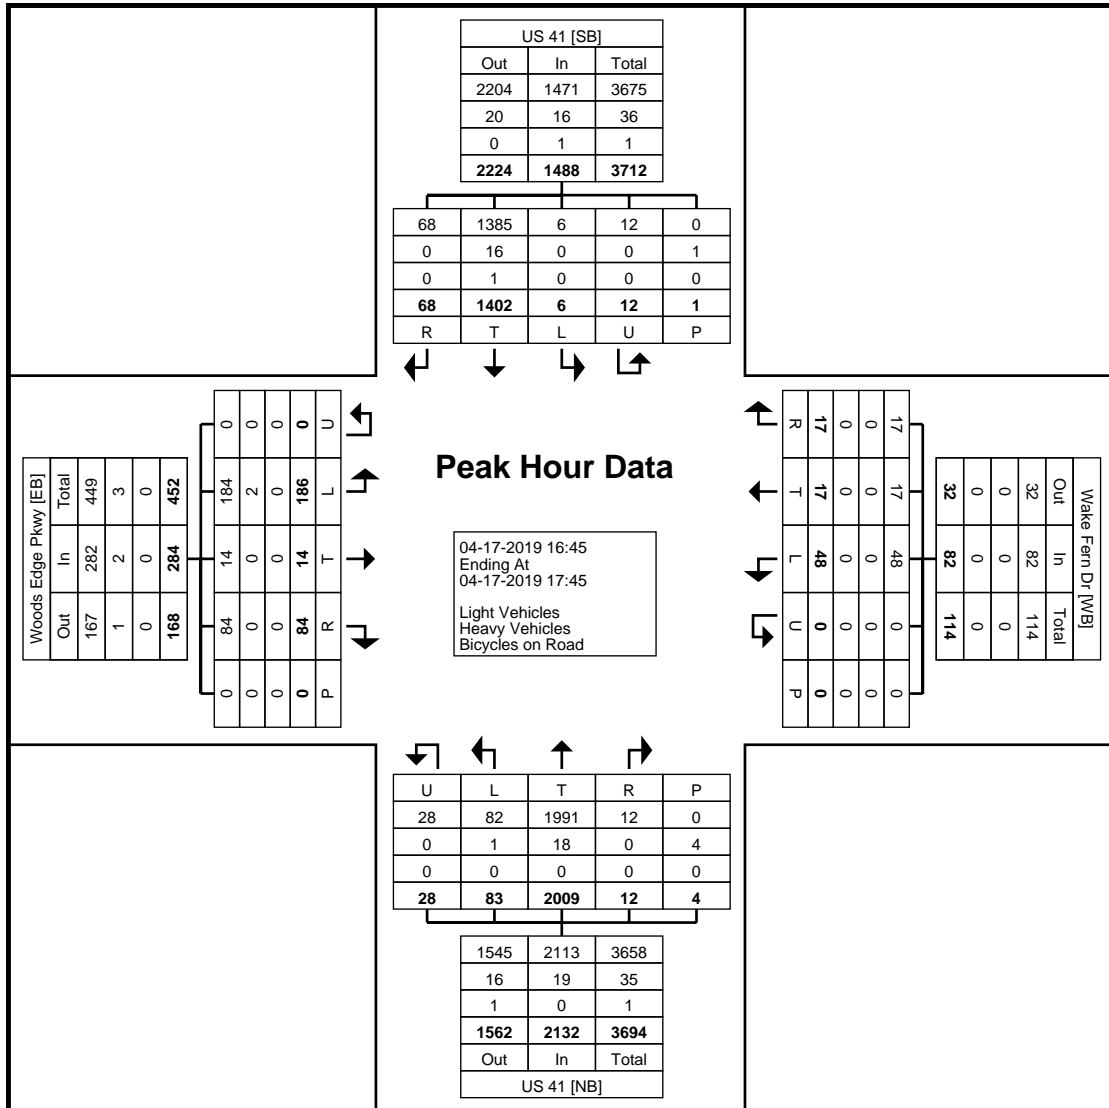 US 41 [SB]
Out In Total
2204 1471 3675
20 16 36
0 1 1
2224 1488 3712
68 1385 6 12 0
0 16 0 0 1
0 1 0 0 0
68 1402 6 12 1
R T L U P
Woods Edge Pkwy [EB]
Total In Out
449 282 167
3 2 1
0 0 0
452 284 168
0 184 14 84 0
0 2 0 0 0
0 0 0 0 0
0 186 14 84 0
U L T R P
Peak Hour Data
04-17-2019 16:45
Ending At
04-17-2019 17:45
Light Vehicles
Heavy Vehicles
Bicycles on Road
Wake Fern Dr [WB]
Out In Total
32 82 114
0 0 0
0 0 0
32 82 114
17 17 48 0 0
0 0 0 0 0
0 0 0 0 0
17 17 48 0 0
R T L U P
U L T R P
28 82 1991 12 0
0 1 18 0 4
0 0 0 0 0
28 83 2009 12 4
1545 2113 3658
16 19 35
1 0 1
1562 2132 3694
Out In Total
US 41 [NB]